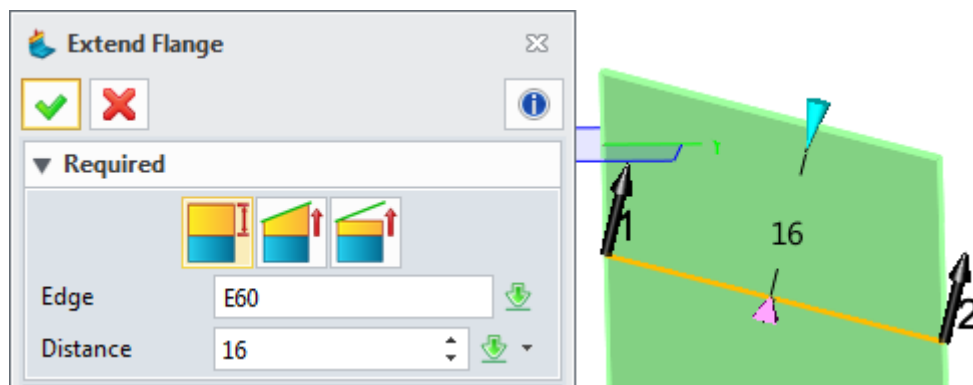 Extend Flange
Required
Edge E60
Distance 16
Y
1
16
2